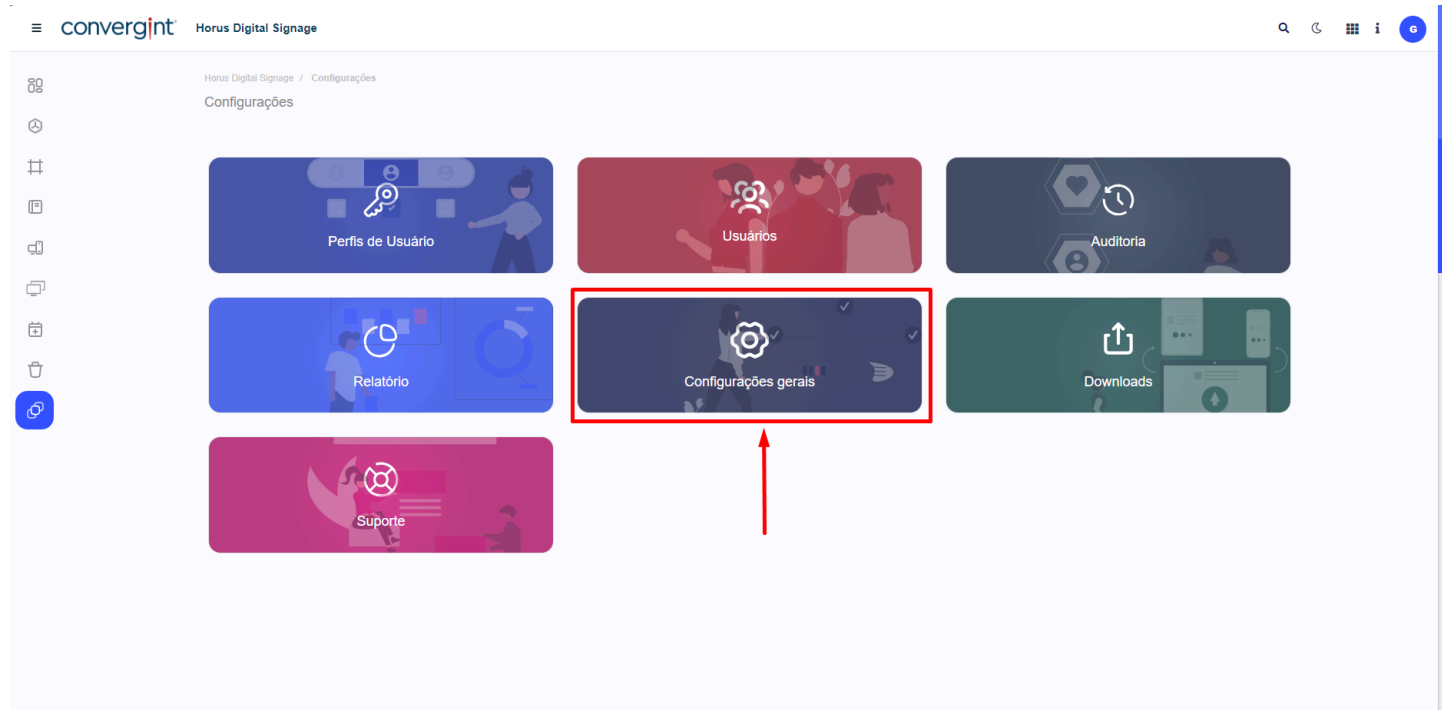 convergint Horus Digital Signage
G
Horus Digital Signage / Configurações
Configurações
Perfis de Usuário
Usuários
Auditoria
Relatório
Configurações gerais
Downloads
Suporte